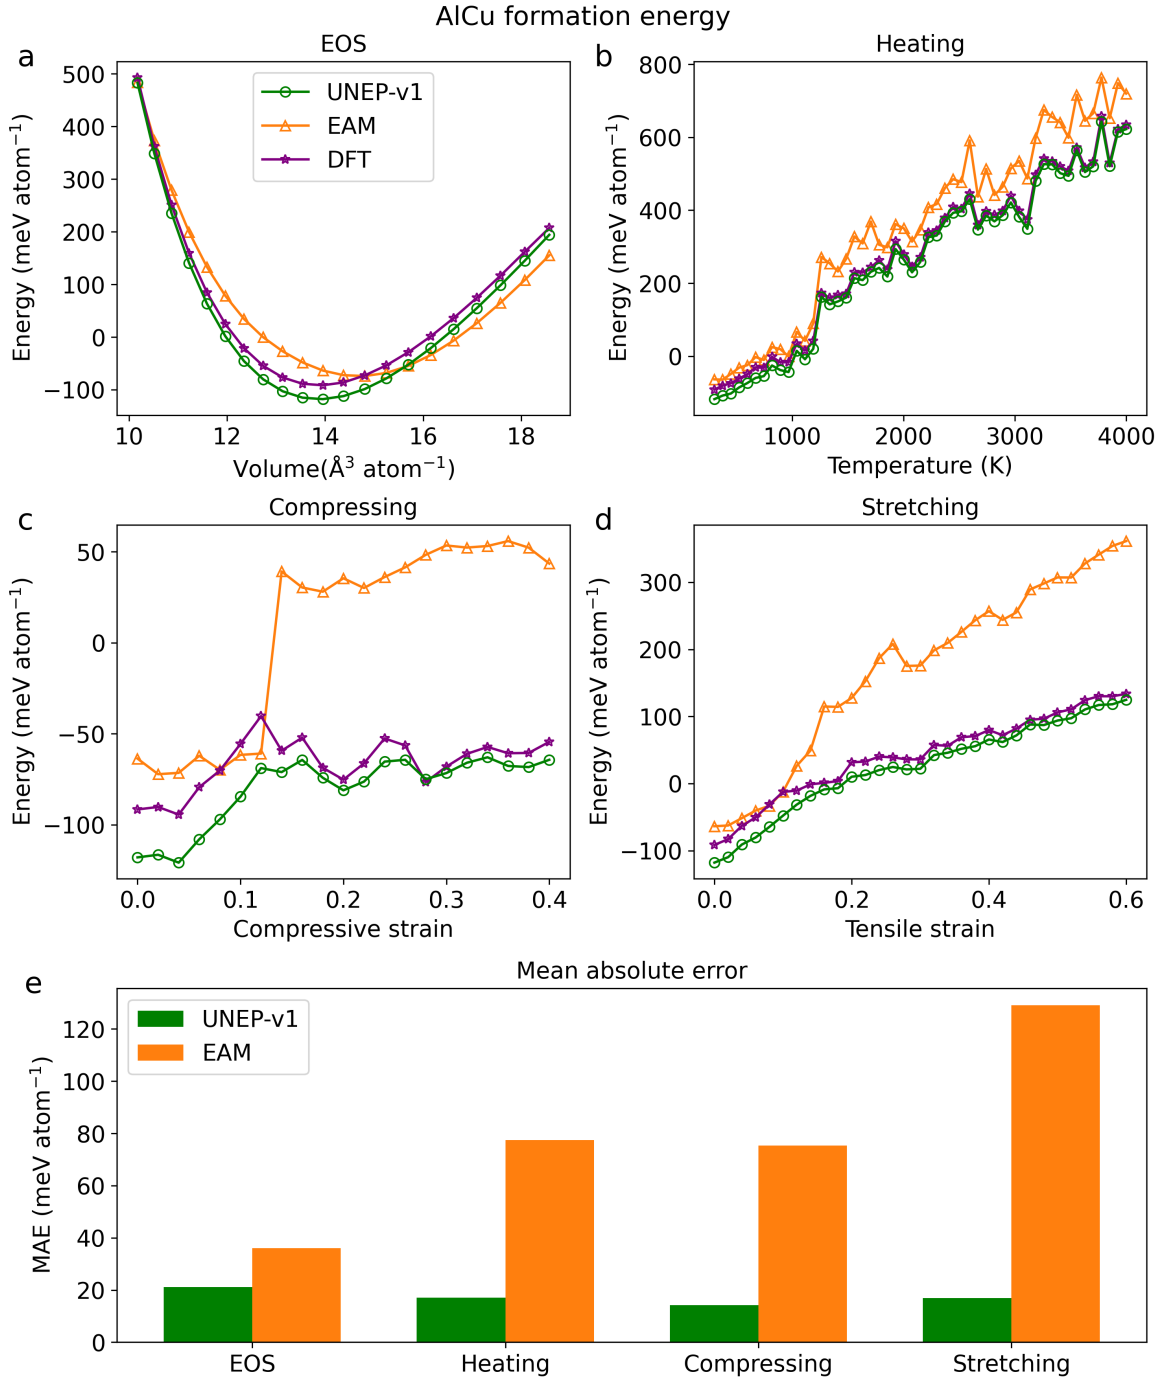 AlCu formation energy
a
EOS
500
400
300
200
100
0
−100
Energy (meV atom⁻¹)
UNEP-v1
EAM
DFT
10
12
14
16
18
Volume(Å³ atom⁻¹)
b
Heating
800
600
400
200
0
Energy (meV atom⁻¹)
1000
2000
3000
4000
Temperature (K)
c
Compressing
50
0
−50
−100
Energy (meV atom⁻¹)
0.0
0.1
0.2
0.3
0.4
Compressive strain
d
Stretching
300
200
100
0
−100
Energy (meV atom⁻¹)
0.0
0.2
0.4
0.6
Tensile strain
e
Mean absolute error
UNEP-v1
EAM
120
100
80
60
40
20
0
MAE (meV atom⁻¹)
EOS
Heating
Compressing
Stretching